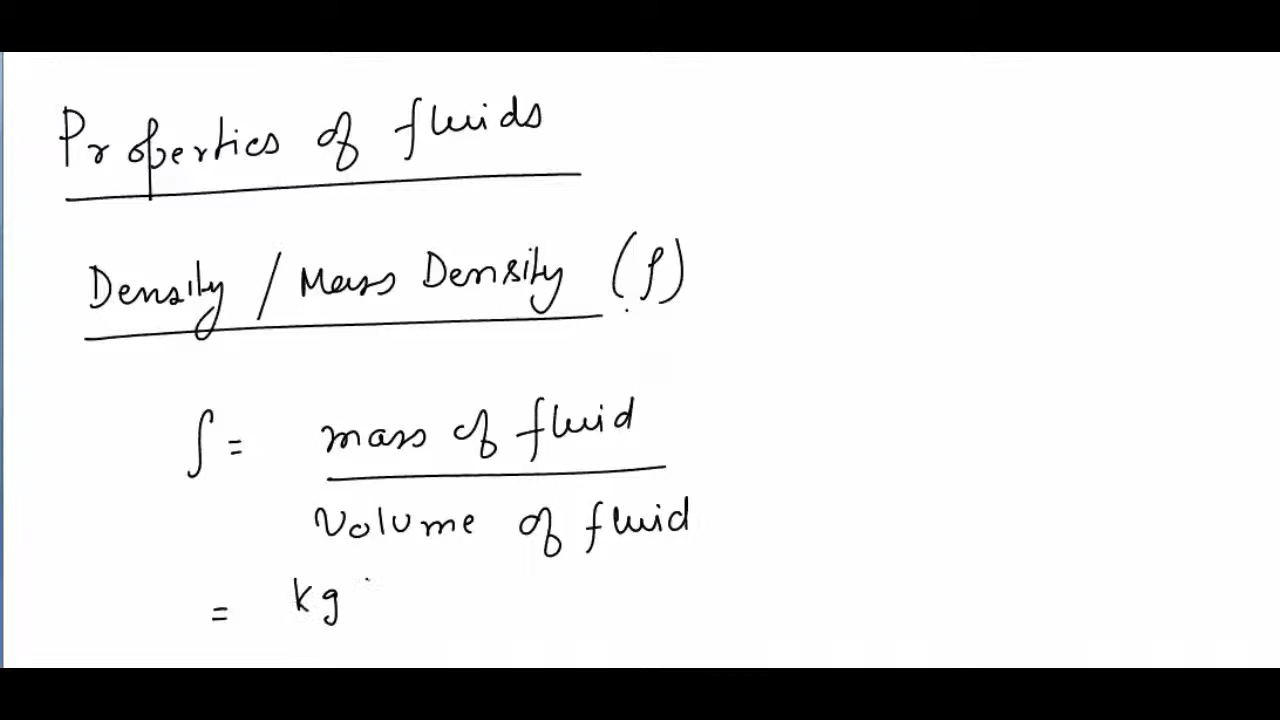 Properties of fluids
Density / Mass Density (ρ)
ρ = mass of fluid
Volume of fluid
= kg